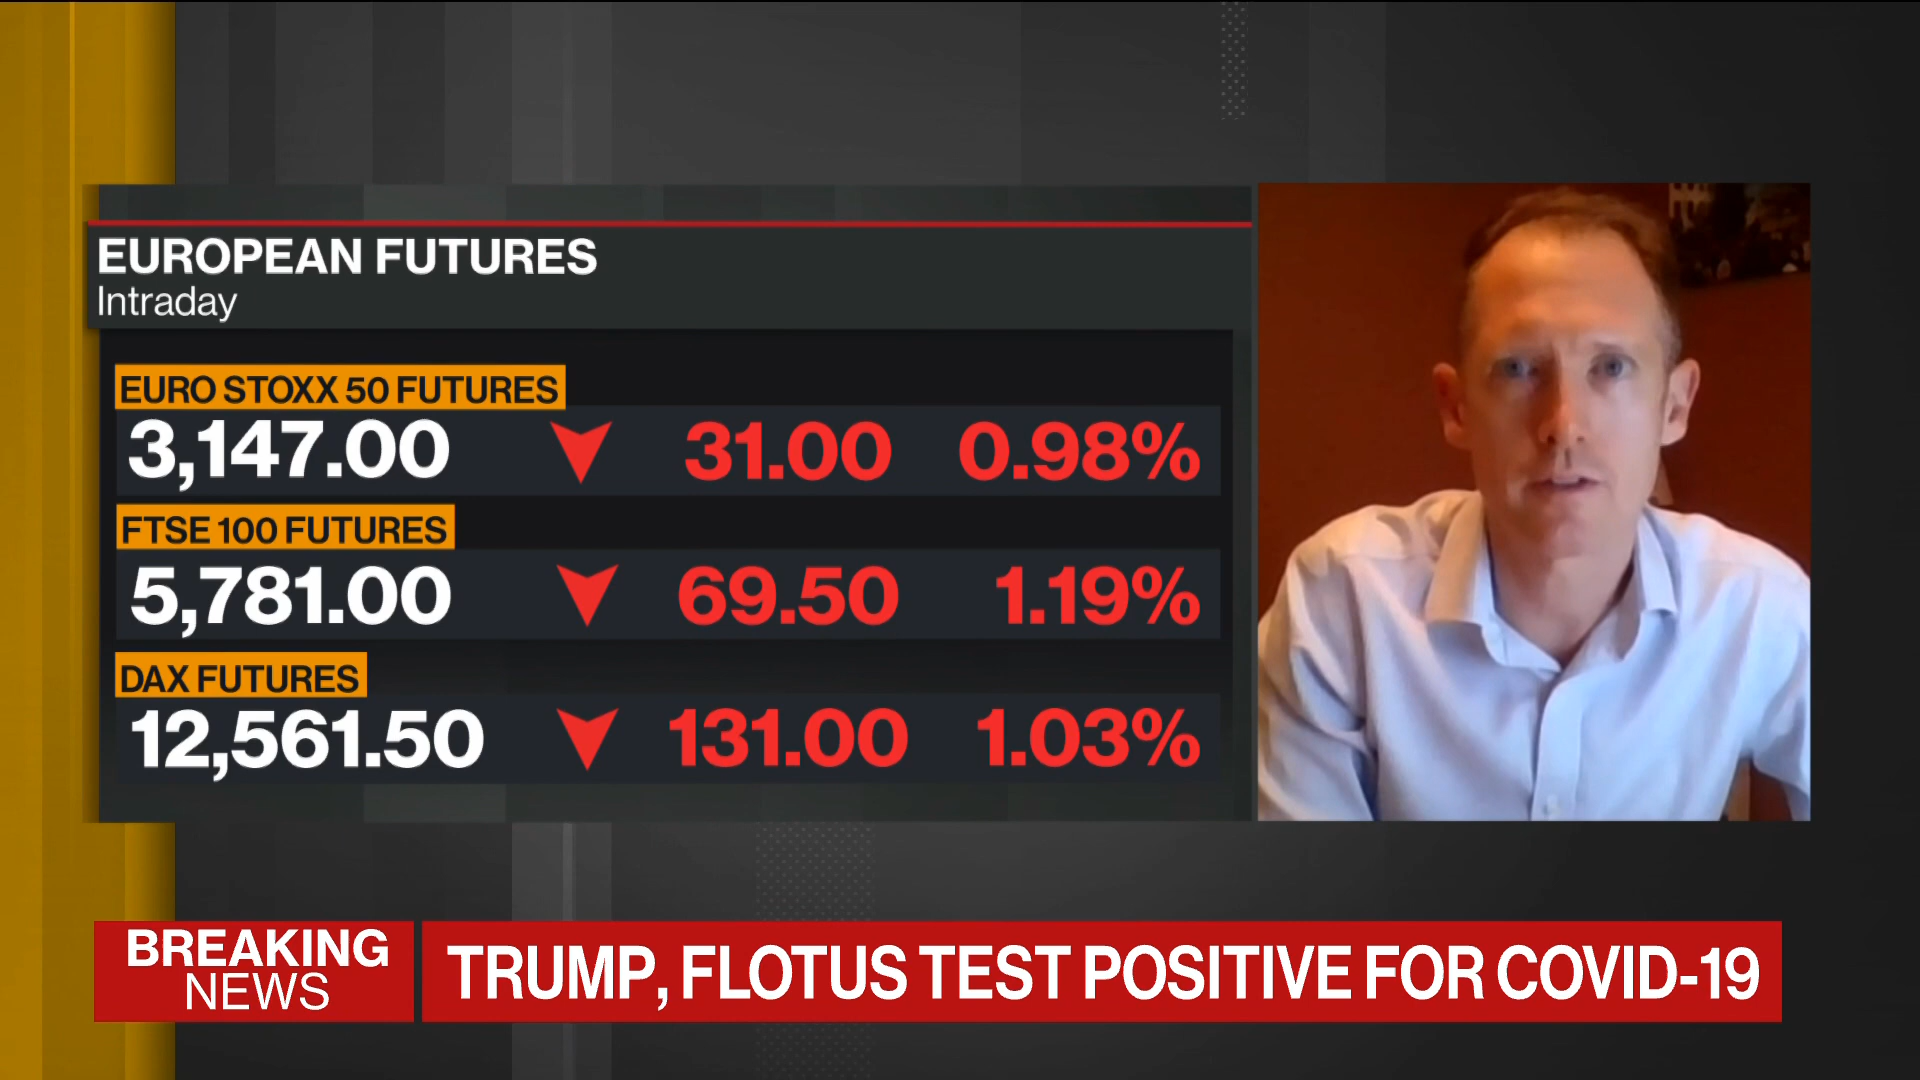 EUROPEAN FUTURES
Intraday
EURO STOXX 50 FUTURES
3,147.00 31.00 0.98%
FTSE 100 FUTURES
5,781.00 69.50 1.19%
DAX FUTURES
12,561.50 131.00 1.03%
BREAKING
NEWS
TRUMP, FLOTUS TEST POSITIVE FOR COVID-19